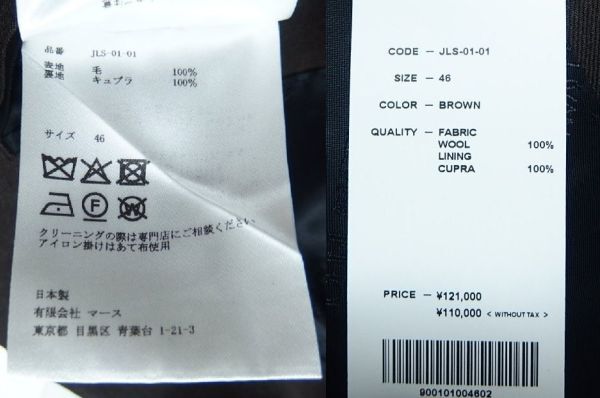 品番 JLS-01-01
表地 毛 100%
裏地 キュプラ 100%
サイズ 46
F
W
クリーニングの際は専門店にご相談ください
アイロン掛けはあて布使用
日本製
有限会社 マース
東京都 目黒区 青葉台 1-21-3
CODE - JLS-01-01
SIZE - 46
COLOR - BROWN
QUALITY - FABRIC
WOOL 100%
LINING
CUPRA 100%
PRICE - ¥121,000
¥110,000 < WITHOUT TAX >
900101004602